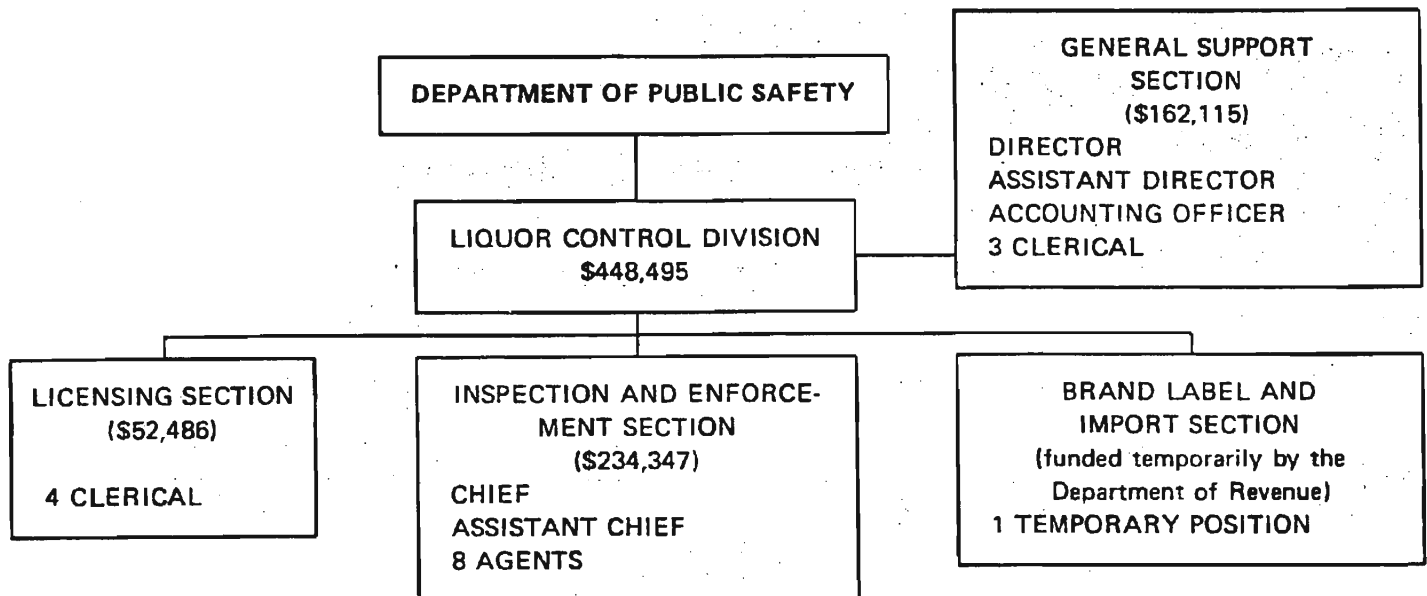 DEPARTMENT OF PUBLIC SAFETY
GENERAL SUPPORT
SECTION
($162,115)
DIRECTOR
ASSISTANT DIRECTOR
ACCOUNTING OFFICER
3 CLERICAL
LIQUOR CONTROL DIVISION
$448,495
LICENSING SECTION
($52,486)
4 CLERICAL
INSPECTION AND ENFORCE-
MENT SECTION
($234,347)
CHIEF
ASSISTANT CHIEF
8 AGENTS
BRAND LABEL AND
IMPORT SECTION
(funded temporarily by the
Department of Revenue)
1 TEMPORARY POSITION